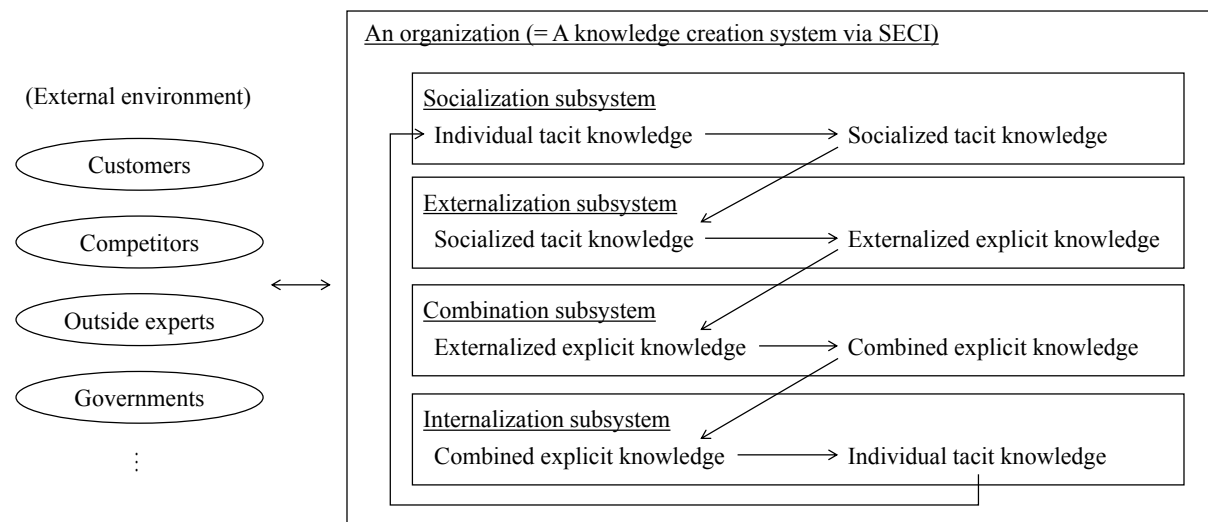 An organization (= A knowledge creation system via SECI)
(External environment)
Customers
Competitors
Outside experts
Governments
⋮
Socialization subsystem
Individual tacit knowledge
Socialized tacit knowledge
Externalization subsystem
Socialized tacit knowledge
Externalized explicit knowledge
Combination subsystem
Externalized explicit knowledge
Combined explicit knowledge
Internalization subsystem
Combined explicit knowledge
Individual tacit knowledge